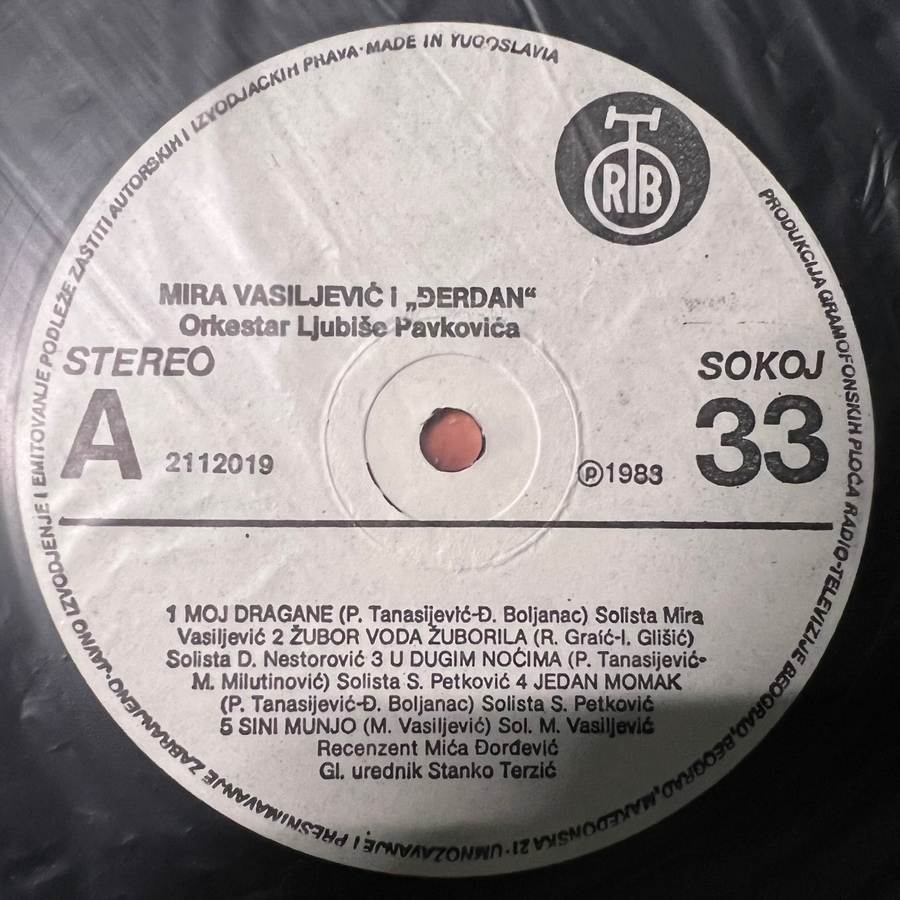 PRODUKCIJA GRAMOFONSKIH PLOČA RADIO-TELEVIZIJE BEOGRAD, BEOGRAD, MAKEDONSKA 21 · UMNOŽAVANJE I PRESNIMAVANJE ZABRANJENO · JAVNO IZVODJENJE I EMITOVANJE PODLEŽE ZAŠTITI AUTORSKIH I IZVODJAČKIH PRAVA · MADE IN YUGOSLAVIA
RTB
MIRA VASILJEVIĆ I „ĐERDAN“
Orkestar Ljubiše Pavkovića
STEREO
SOKOJ
A
2112019
Ⓟ1983
33
1 MOJ DRAGANE (P. Tanasijević-Đ. Boljanac) Solista Mira
Vasiljević 2 ŽUBOR VODA ŽUBORILA (R. Graić-I. Glišić)
Solista D. Nestorović 3 U DUGIM NOĆIMA (P. Tanasijević-
M. Milutinović) Solista S. Petković 4 JEDAN MOMAK
(P. Tanasijević-Đ. Boljanac) Solista S. Petković
5 SINI MUNJO (M. Vasiljević) Sol. M. Vasiljević
Recenzent Mića Đorđević
Gl. urednik Stanko Terzić